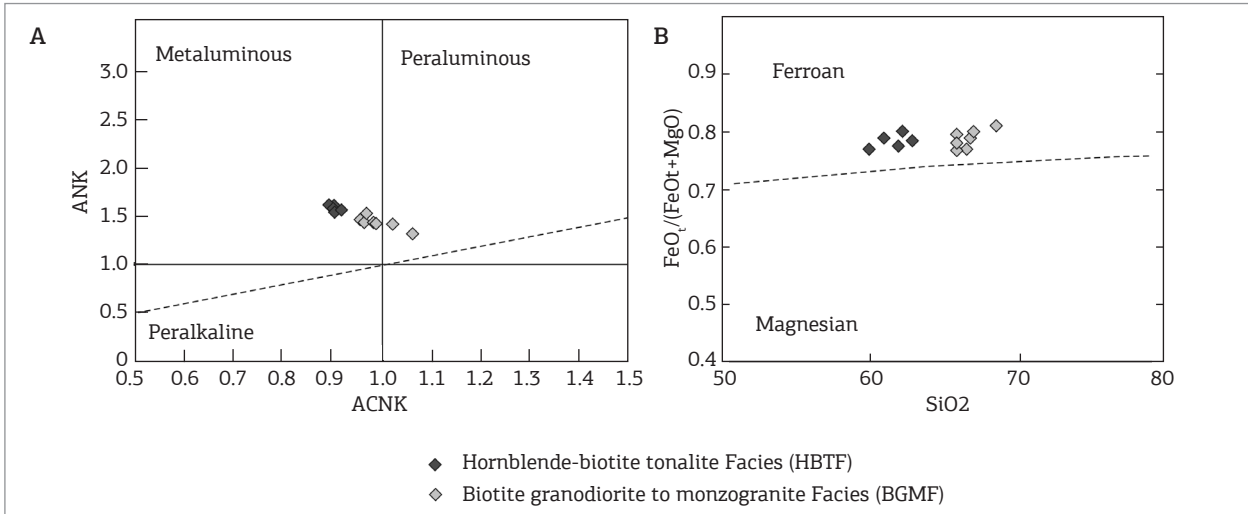 A
Metaluminous
Peraluminous
3.0
2.5
2.0
1.5
1.0
0.5
0
ANK
Peralkaline
0.5 0.6 0.7 0.8 0.9 1.0 1.1 1.2 1.3 1.4 1.5
ACNK
B
Ferroan
0.9
0.8
0.7
0.6
0.5
0.4
FeOt/(FeOt+MgO)
Magnesian
50 60 70 80
SiO2
Hornblende-biotite tonalite Facies (HBTF)
Biotite granodiorite to monzogranite Facies (BGMF)